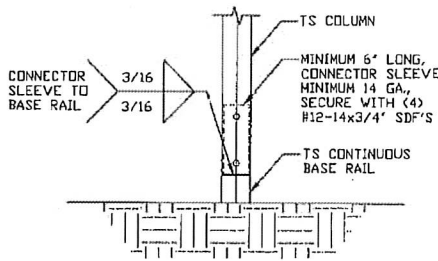 TS COLUMN
MINIMUM 6" LONG,
CONNECTOR SLEEVE
MINIMUM 14 GA.,
SECURE WITH (4)
#12-14x3/4" SDF'S
CONNECTOR
SLEEVE TO
BASE RAIL
3/16
3/16
TS CONTINUOUS
BASE RAIL